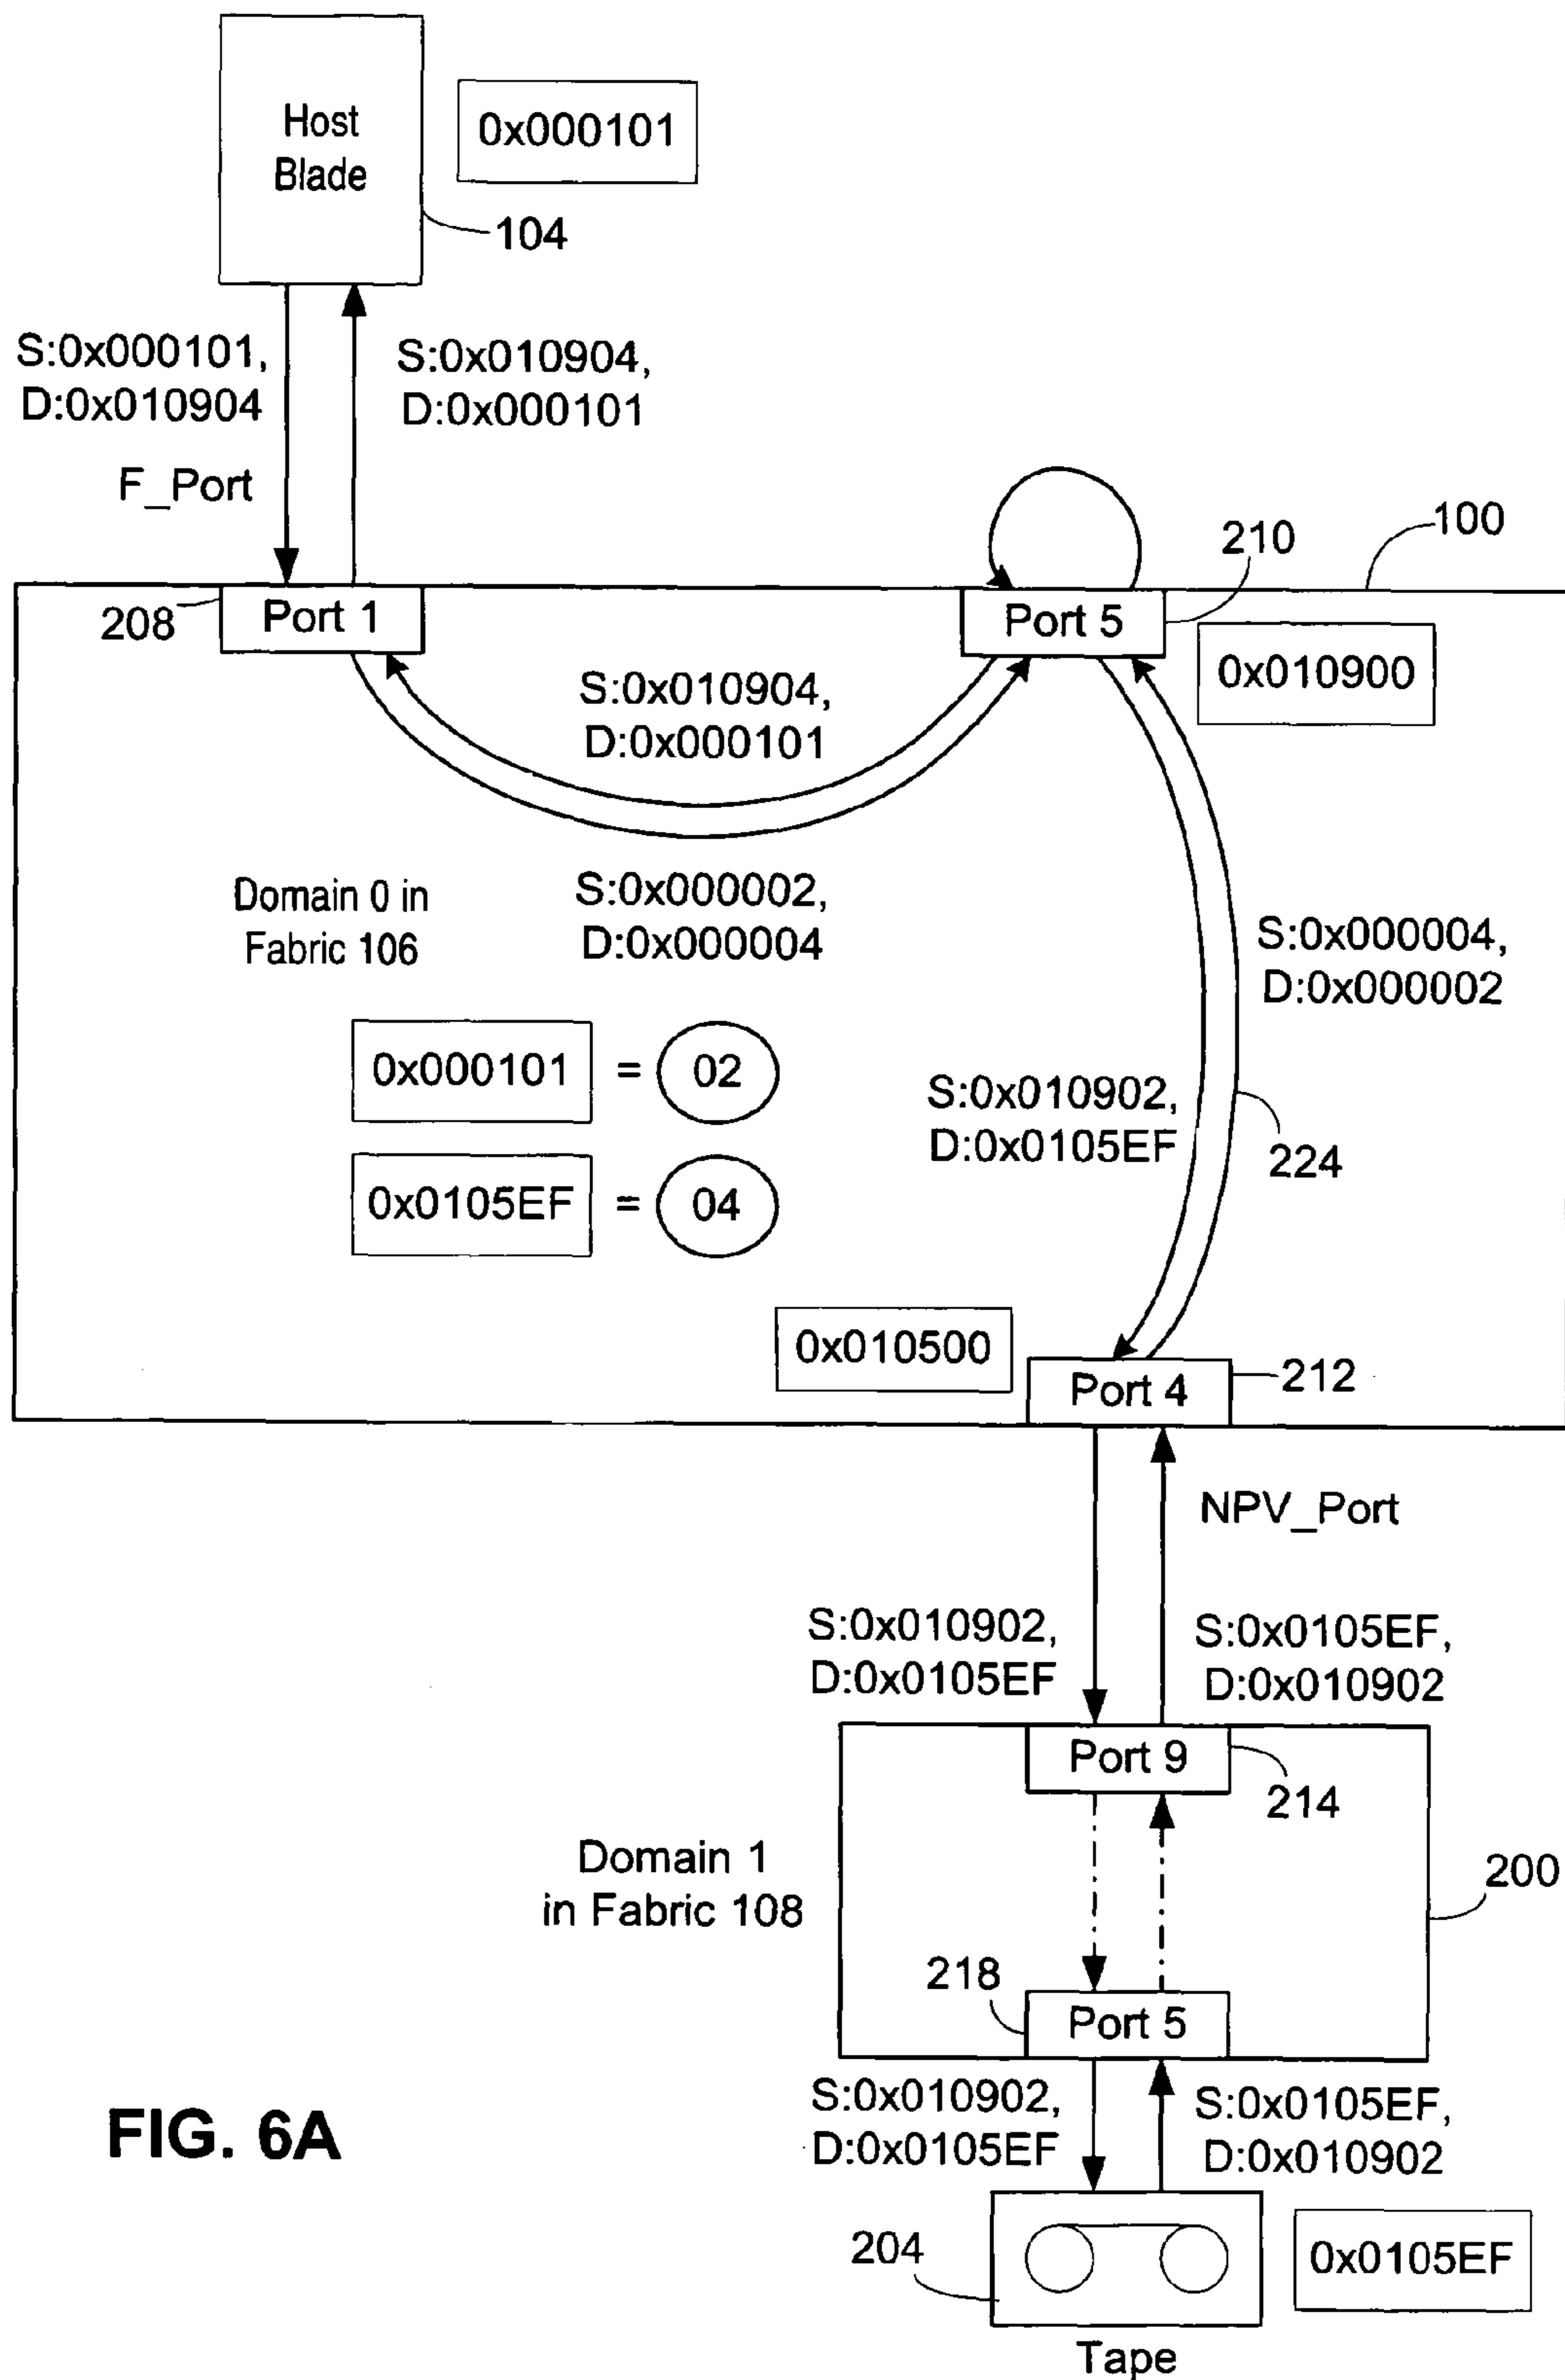 Host
Blade
0x000101
104
S:0x000101,
D:0x010904
S:0x010904,
D:0x000101
F_Port
100
210
208
Port 1
Port 5
0x010900
S:0x010904,
D:0x000101
Domain 0 in
Fabric 106
S:0x000002,
D:0x000004
S:0x000004,
D:0x000002
0x000101 = 02
S:0x010902,
D:0x0105EF
224
0x0105EF = 04
0x010500
Port 4
212
NPV_Port
S:0x010902,
D:0x0105EF
S:0x0105EF,
D:0x010902
Port 9
214
Domain 1
in Fabric 108
200
218
Port 5
S:0x010902,
D:0x0105EF
S:0x0105EF,
D:0x010902
FIG. 6A
204
0x0105EF
Tape